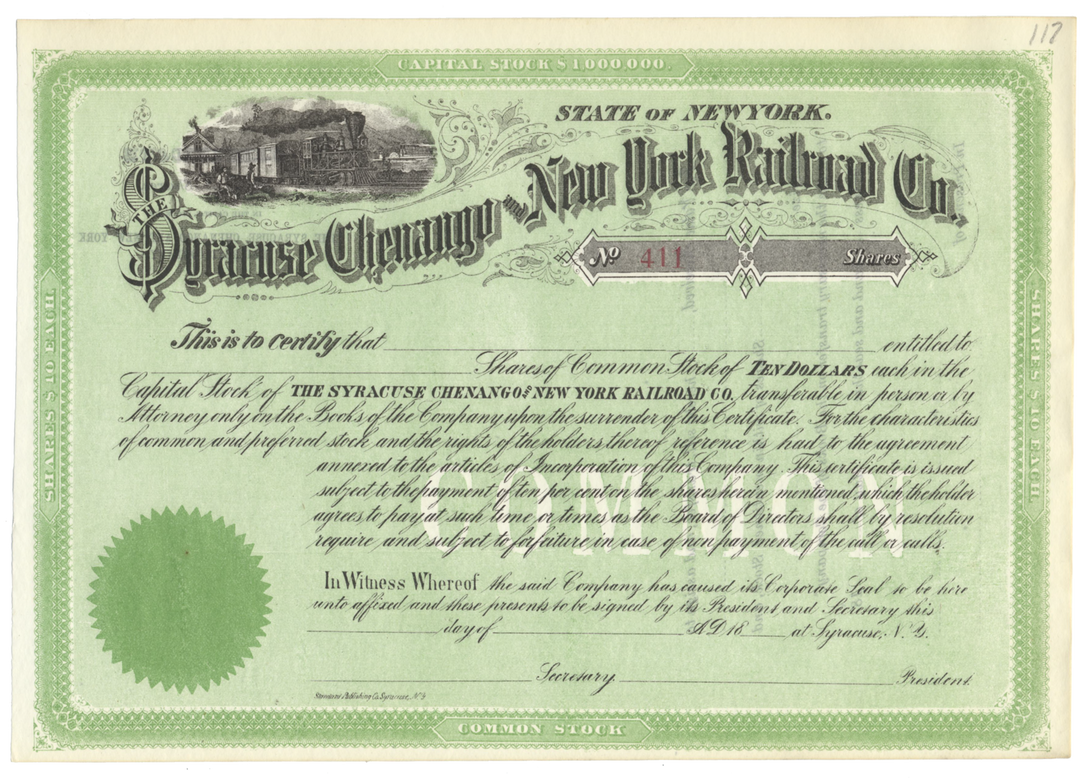 117
CAPITAL STOCK $1,000,000.
STATE OF NEW YORK.
THE
Syracuse Chenango and New York Railroad Co.
No 411 Shares
SHARES $10 EACH
SHARES $10 EACH
This is to certify that entitled to
Shares of Common Stock of TEN DOLLARS each in the
Capital Stock of THE SYRACUSE CHENANGO AND NEW YORK RAILROAD CO. transferable in person or by
Attorney only on the Books of the Company upon the surrender of this Certificate. For the characteristics
of common and preferred stock and the rights of the holders thereof reference is had to the agreement
annexed to the articles of Incorporation of this Company. This certificate is issued
subject to the payment of ten per cent on the shares herein mentioned, which the holder
agrees to pay at such time or times as the Board of Directors shall by resolution
require and subject to forfeiture in case of non payment of the call or calls.
COMMON
In Witness Whereof the said Company has caused its Corporate Seal to be here
unto affixed and these presents to be signed by its President and Secretary this
day of A.D. 18 at Syracuse, N.Y.
Secretary President.
Publishing Co. Syracuse, N.Y.
COMMON STOCK